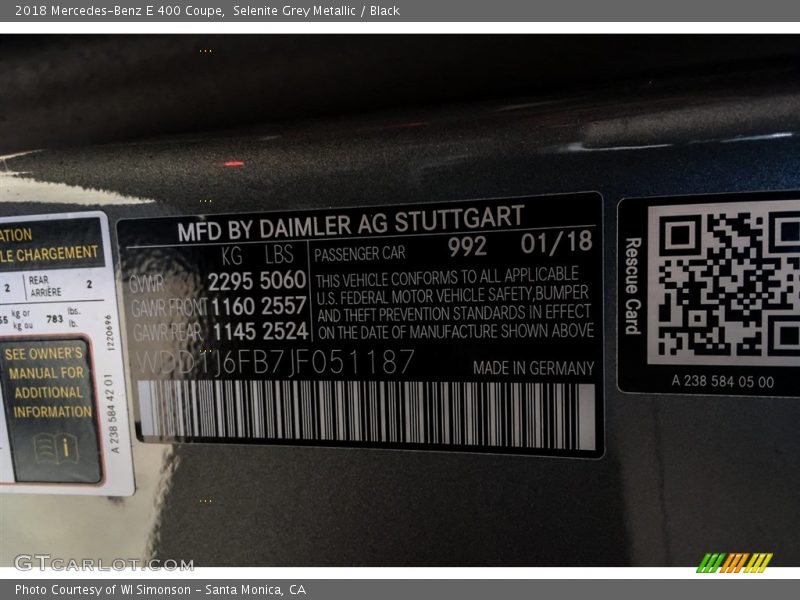 2018 Mercedes-Benz E 400 Coupe,  Selenite Grey Metallic / Black
ATION
LE CHARGEMENT
2 REAR ARRIÈRE 2
kg or kg ou 783 lbs. lb.
SEE OWNER'S
MANUAL FOR
ADDITIONAL
INFORMATION
A 238 584 42 01
1220696
MFD BY DAIMLER AG STUTTGART
KG LBS
GVWR 2295 5060
GAWR FRONT 1160 2557
GAWR REAR 1145 2524
PASSENGER CAR 992 01/18
THIS VEHICLE CONFORMS TO ALL APPLICABLE
U.S. FEDERAL MOTOR VEHICLE SAFETY,BUMPER
AND THEFT PREVENTION STANDARDS IN EFFECT
ON THE DATE OF MANUFACTURE SHOWN ABOVE
WDD1J6FB7JF051187
MADE IN GERMANY
Rescue Card
A 238 584 05 00
GTCARLOT.COM
Photo Courtesy of WI Simonson - Santa Monica, CA